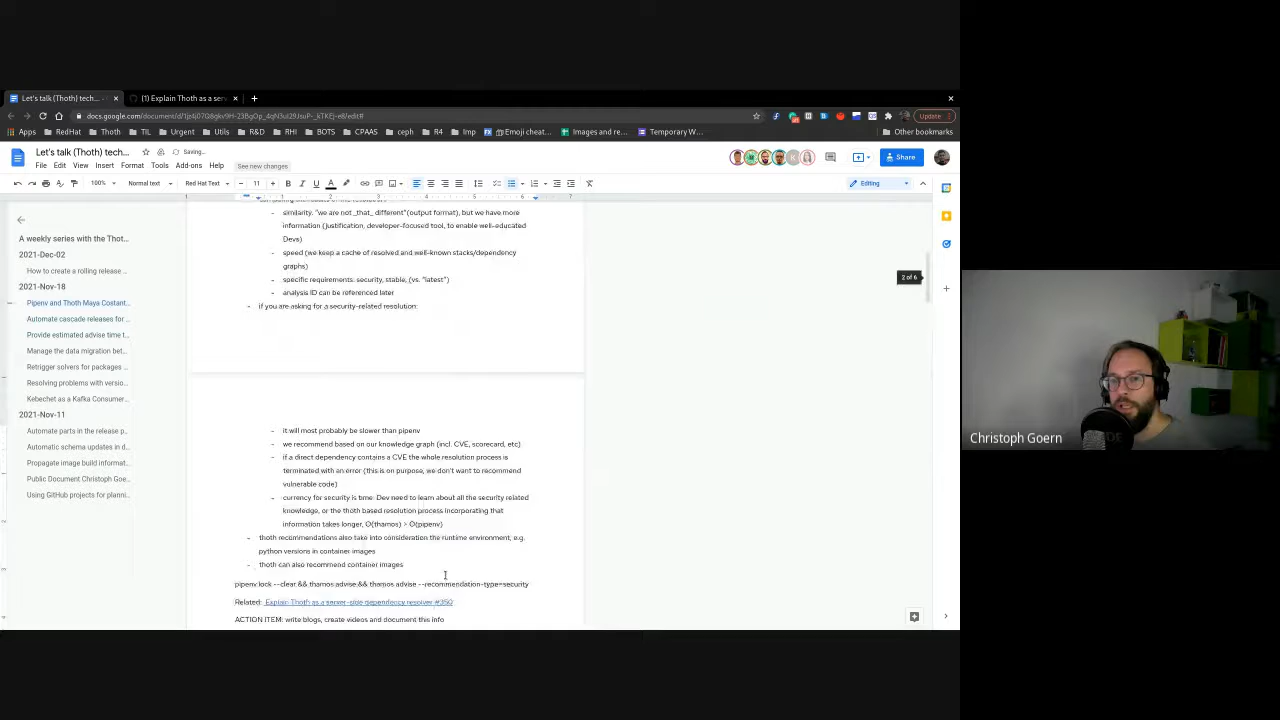 Let's talk (Thoth) tech...
(1) Explain Thoth as a serv
Update
Apps
RedHat
Thoth
TIL
Urgent
Utils
R&D
RHI
BOTS
CPAAS
ceph
R4
Imp
Emoji cheat...
Images and re...
Temporary W...
Other bookmarks
Let's talk (Thoth) tech...
Saving...
Share
File Edit View Insert Format Tools Add-ons Help
See new changes
100%
Normal text
Red Hat Text
11
Editing
A weekly series with the Thot...
2021-Dec-02
How to create a rolling release ...
2021-Nov-18
Pipenv and Thoth Maya Costant...
Automate cascade releases for ...
Provide estimated advise time t...
Manage the data migration bet...
Retrigger solvers for packages ...
Resolving problems with versio...
Kebechet as a Kafka Consumer...
2021-Nov-11
Automate parts in the release p...
Automatic schema updates in d...
Propagate image build informat...
Public Document Christoph Goe...
Using GitHub projects for planni...
- similarity. "we are not _that_ different"(output format), but we have more
information (justification, developer-focused tool, to enable well-educated
Devs)
- speed (we keep a cache of resolved and well-known stacks/dependency
graphs)
- specific requirements: security, stable, (vs. "latest")
- analysis ID can be referenced later
- if you are asking for a security-related resolution:
- it will most probably be slower than pipenv
- we recommend based on our knowledge graph (incl. CVE, scorecard, etc)
- if a direct dependency contains a CVE the whole resolution process is
terminated with an error (this is on purpose, we don't want to recommend
vulnerable code)
- currency for security is time: Dev need to learn about all the security related
knowledge, or the thoth based resolution process incorporating that
information takes longer, O(thamos) > O(pipenv)
- thoth recommendations also take into consideration the runtime environment, e.g.
python versions in container images
- thoth can also recommend container images
pipenv lock --clear && thamos advise && thamos advise --recommendation-type=security
Related: Explain Thoth as a server-side dependency resolver #350
ACTION ITEM: write blogs, create videos and document this info
2 of 6
Christoph Goern